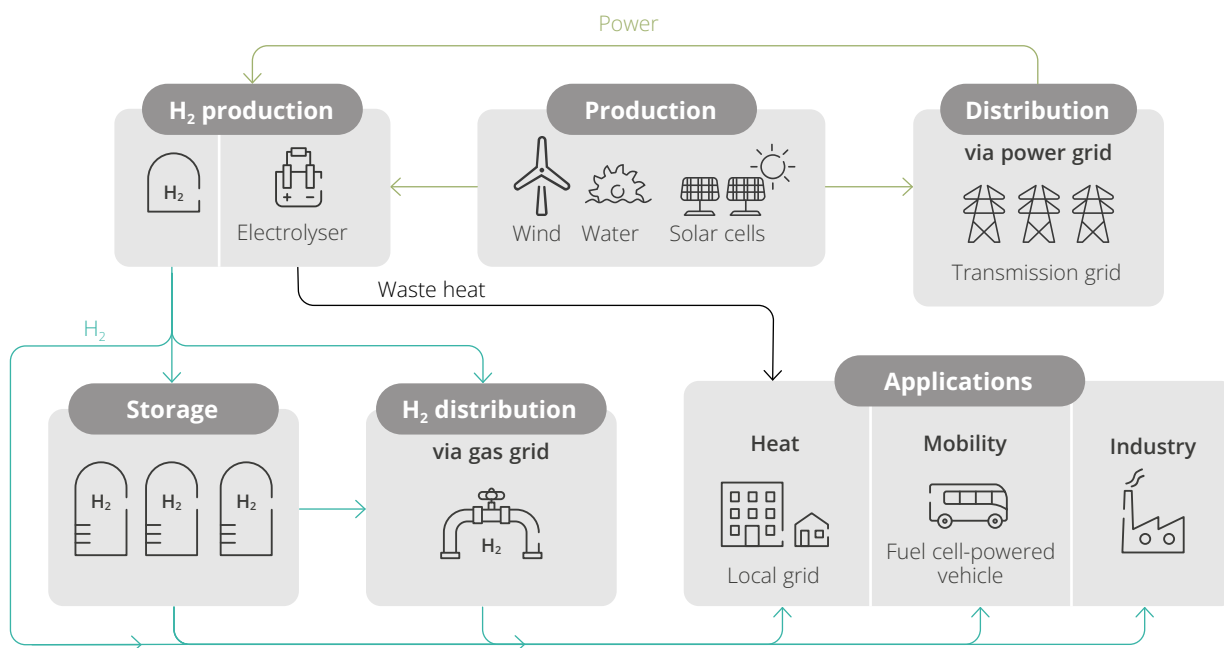 Power
H₂ production
Production
Distribution
via power grid
H₂
Electrolyser
Wind
Water
Solar cells
Transmission grid
Waste heat
H₂
Storage
H₂ distribution
via gas grid
Applications
Heat
Mobility
Industry
H₂
H₂
H₂
H₂
Local grid
Fuel cell-powered
vehicle